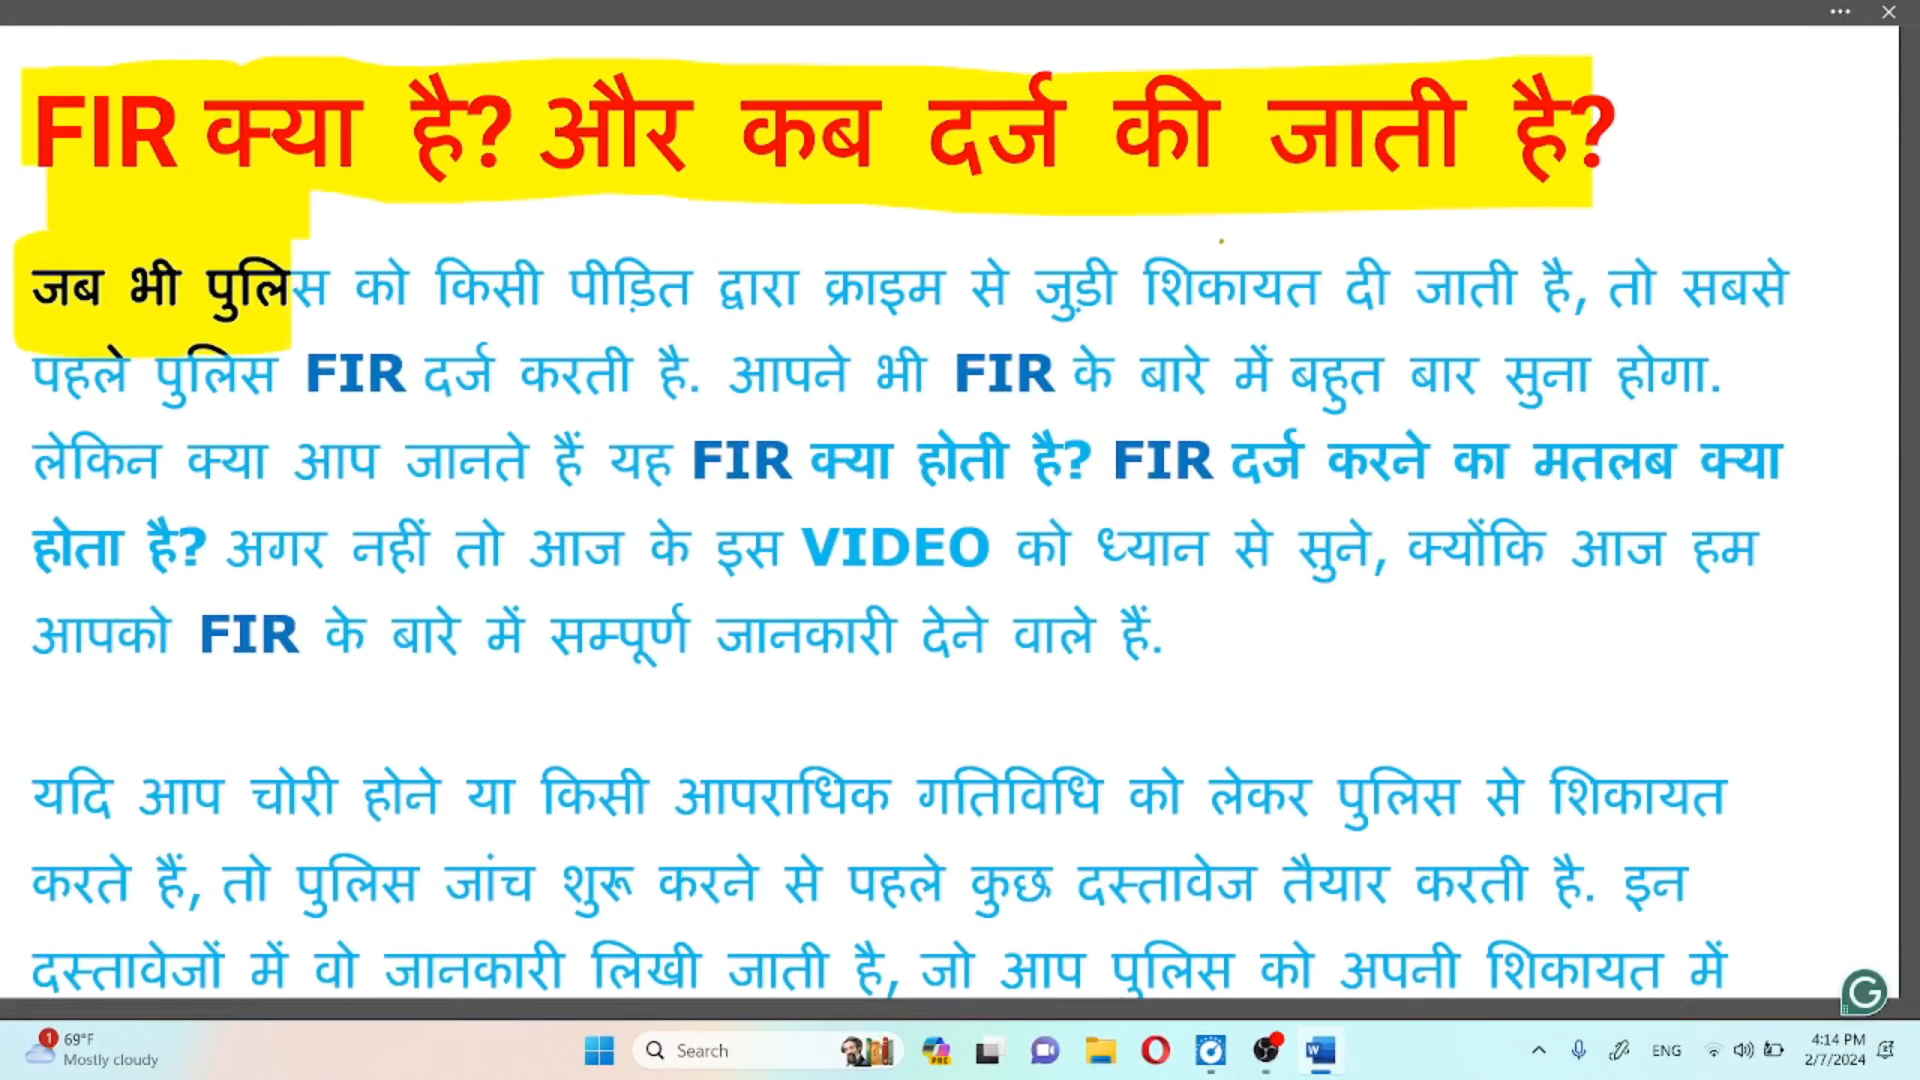 FIR क्या है? और कब दर्ज की जाती है?
जब भी पुलिस को किसी पीड़ित द्वारा क्राइम से जुड़ी शिकायत दी जाती है, तो सबसे
पहले पुलिस FIR दर्ज करती है. आपने भी FIR के बारे में बहुत बार सुना होगा.
लेकिन क्या आप जानते हैं यह FIR क्या होती है? FIR दर्ज करने का मतलब क्या
होता है? अगर नहीं तो आज के इस VIDEO को ध्यान से सुने, क्योंकि आज हम
आपको FIR के बारे में सम्पूर्ण जानकारी देने वाले हैं.
यदि आप चोरी होने या किसी आपराधिक गतिविधि को लेकर पुलिस से शिकायत
करते हैं, तो पुलिस जांच शुरू करने से पहले कुछ दस्तावेज तैयार करती है. इन
दस्तावेजों में वो जानकारी लिखी जाती है, जो आप पुलिस को अपनी शिकायत में
1
69°F
Mostly cloudy
Search
PRE
W
ENG
4:14 PM
2/7/2024